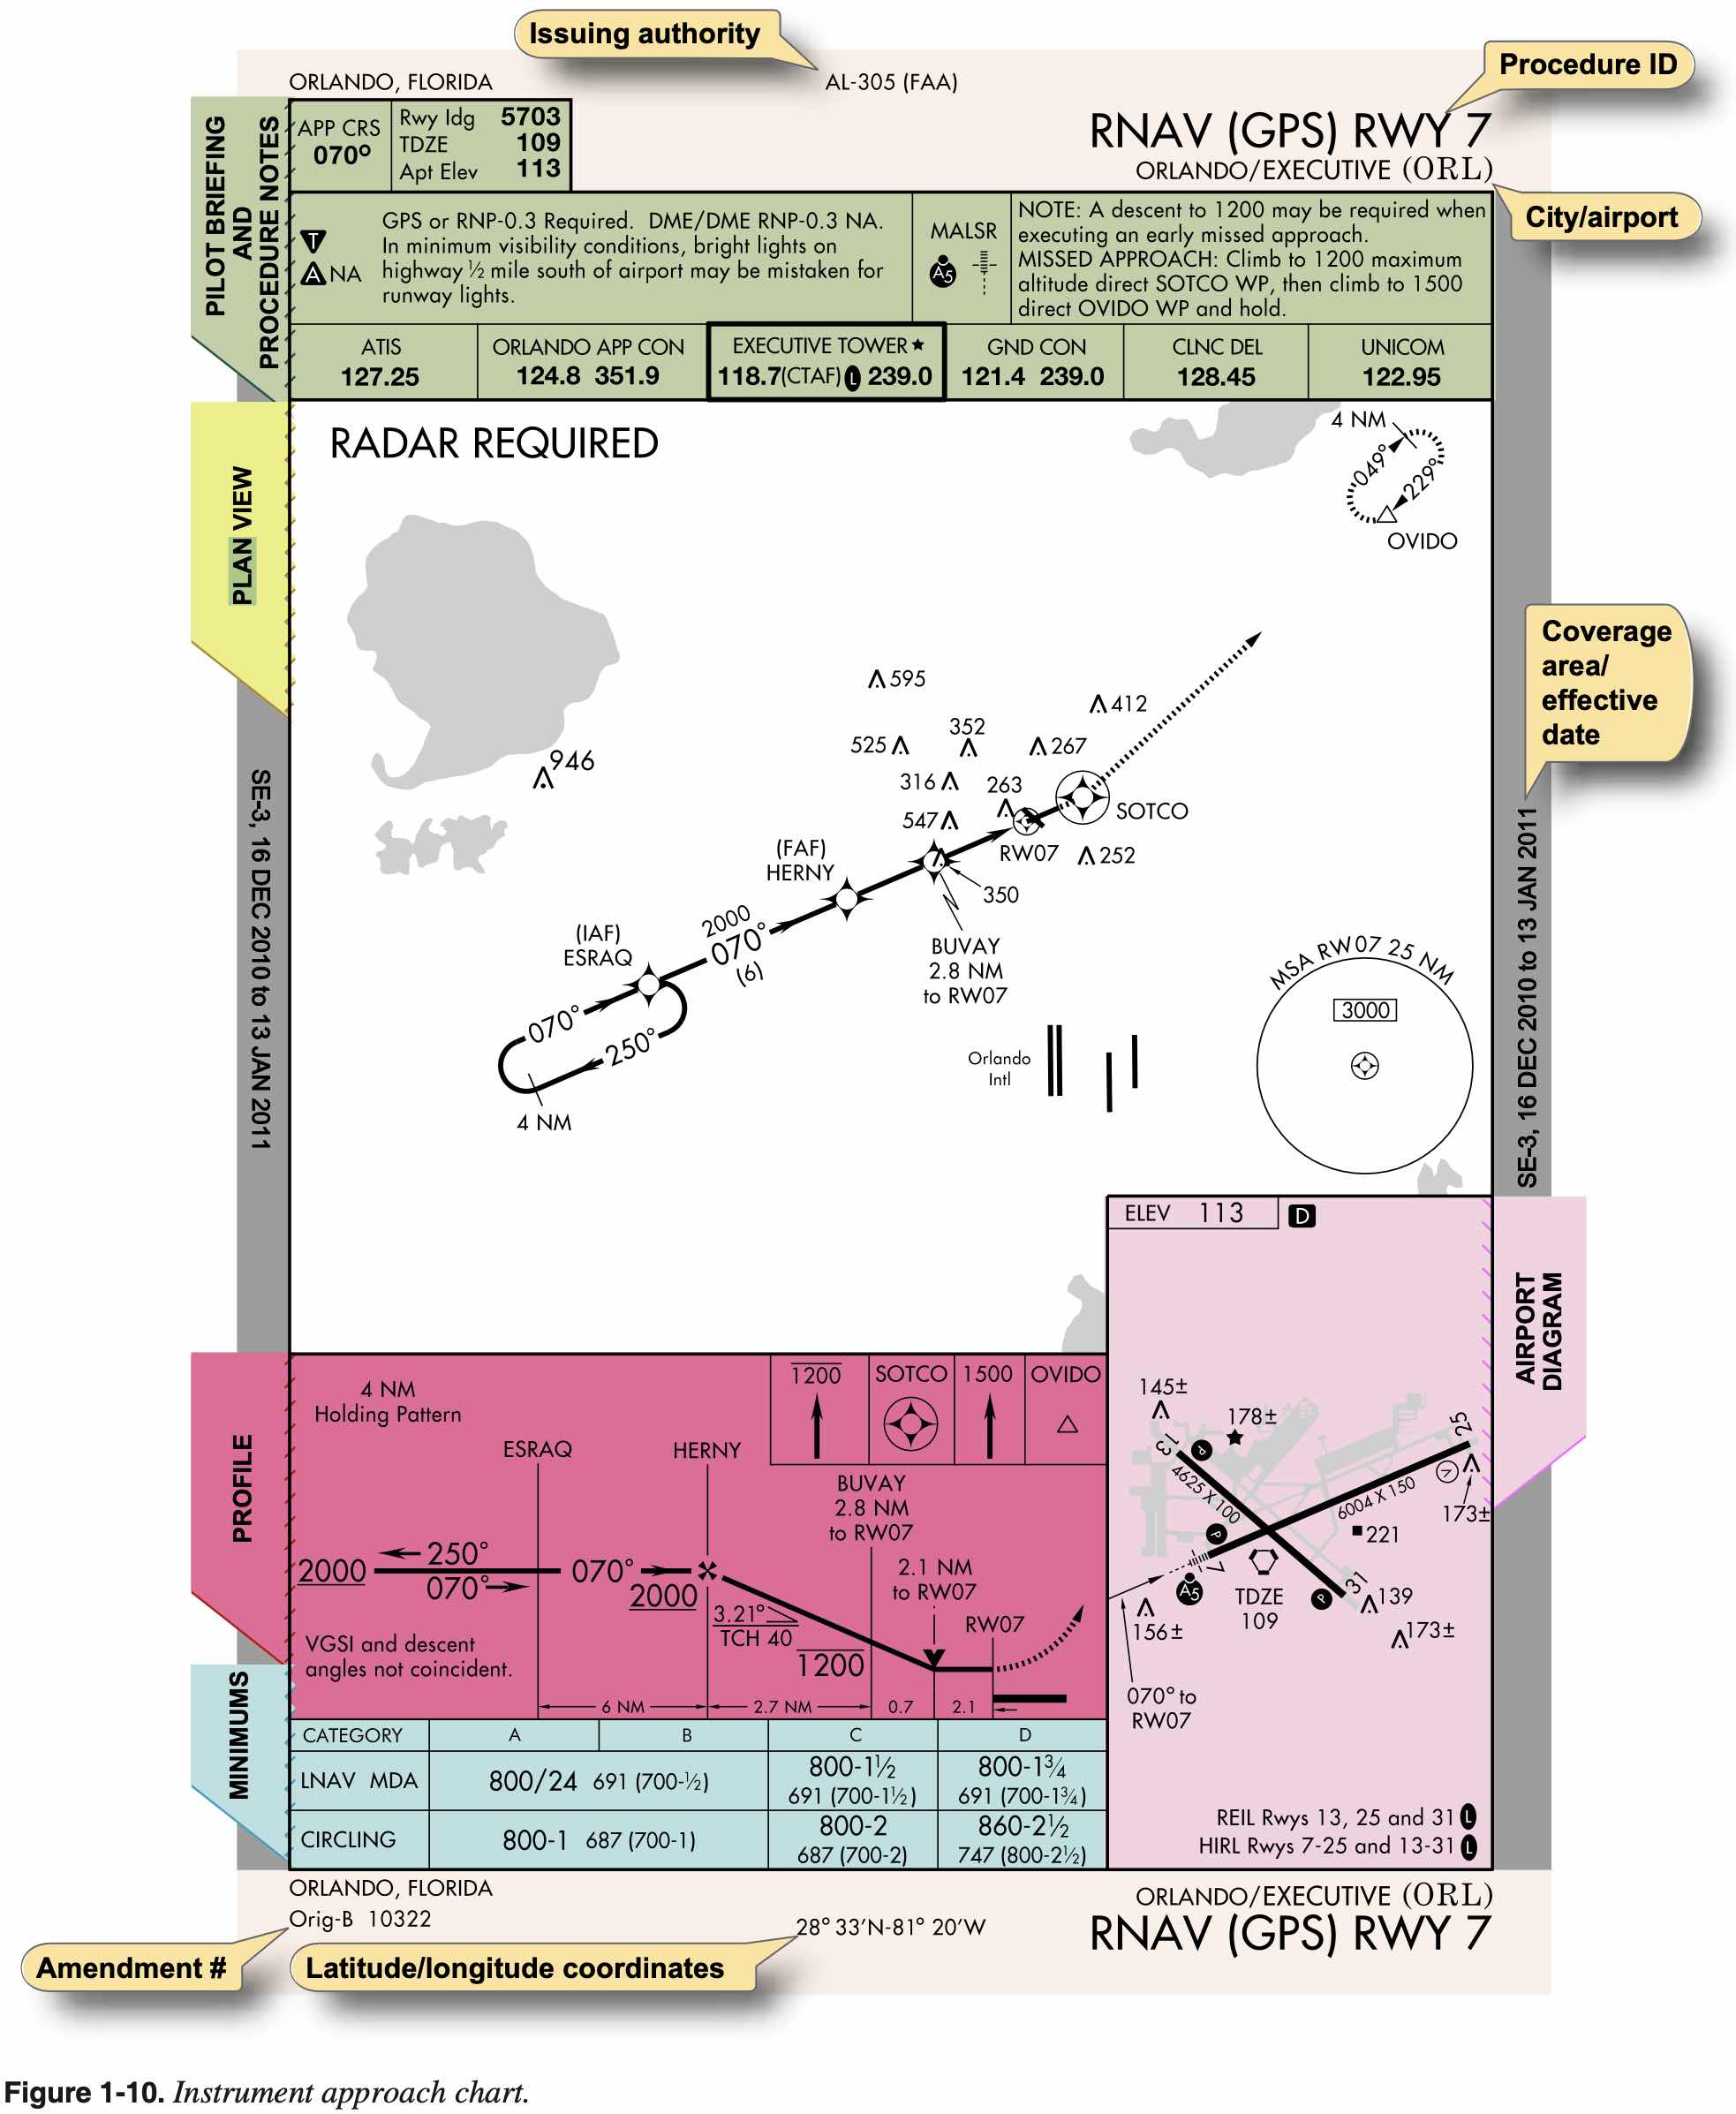 Issuing authority
Procedure ID
ORLANDO, FLORIDA
AL-305 (FAA)
RNAV (GPS) RWY 7
ORLANDO/EXECUTIVE (ORL)
City/airport
PILOT BRIEFING
AND
PROCEDURE NOTES
APP CRS
070°
Rwy ldg 5703
TDZE 109
Apt Elev 113
T
A NA
GPS or RNP-0.3 Required. DME/DME RNP-0.3 NA.
In minimum visibility conditions, bright lights on
highway ½ mile south of airport may be mistaken for
runway lights.
MALSR
A5
NOTE: A descent to 1200 may be required when
executing an early missed approach.
MISSED APPROACH: Climb to 1200 maximum
altitude direct SOTCO WP, then climb to 1500
direct OVIDO WP and hold.
ATIS
127.25
ORLANDO APP CON
124.8 351.9
EXECUTIVE TOWER★
118.7(CTAF) L 239.0
GND CON
121.4 239.0
CLNC DEL
128.45
UNICOM
122.95
PLAN VIEW
RADAR REQUIRED
4 NM
049°
229°
OVIDO
Coverage
area/
effective
date
SE-3, 16 DEC 2010 to 13 JAN 2011
SE-3, 16 DEC 2010 to 13 JAN 2011
595
412
352
525
267
946
316
263
547
SOTCO
RW07
252
(FAF)
HERNY
350
2000
070°
(6)
(IAF)
ESRAQ
BUVAY
2.8 NM
to RW07
070°
250°
4 NM
Orlando
Intl
MSA RW07 25 NM
3000
AIRPORT
DIAGRAM
ELEV 113
D
145±
178±
13
P
4625 X 100
25
V
6004 X 150
173±
P
221
7
A5
TDZE
109
P
31
139
156±
173±
070° to
RW07
REIL Rwys 13, 25 and 31 L
HIRL Rwys 7-25 and 13-31 L
PROFILE
4 NM
Holding Pattern
1200
SOTCO
1500
OVIDO
ESRAQ
HERNY
BUVAY
2.8 NM
to RW07
2.1 NM
to RW07
RW07
2000
250°
070°
070°
2000
3.21°
TCH 40
1200
VGSI and descent
angles not coincident.
6 NM
2.7 NM
0.7
2.1
MINIMUMS
CATEGORY A B C D
LNAV MDA
800/24 691 (700-½)
800-1½
691 (700-1½)
800-1¾
691 (700-1¾)
CIRCLING
800-1 687 (700-1)
800-2
687 (700-2)
860-2½
747 (800-2½)
ORLANDO, FLORIDA
Orig-B 10322
28° 33’N-81° 20’W
ORLANDO/EXECUTIVE (ORL)
RNAV (GPS) RWY 7
Amendment #
Latitude/longitude coordinates
Figure 1-10. Instrument approach chart.